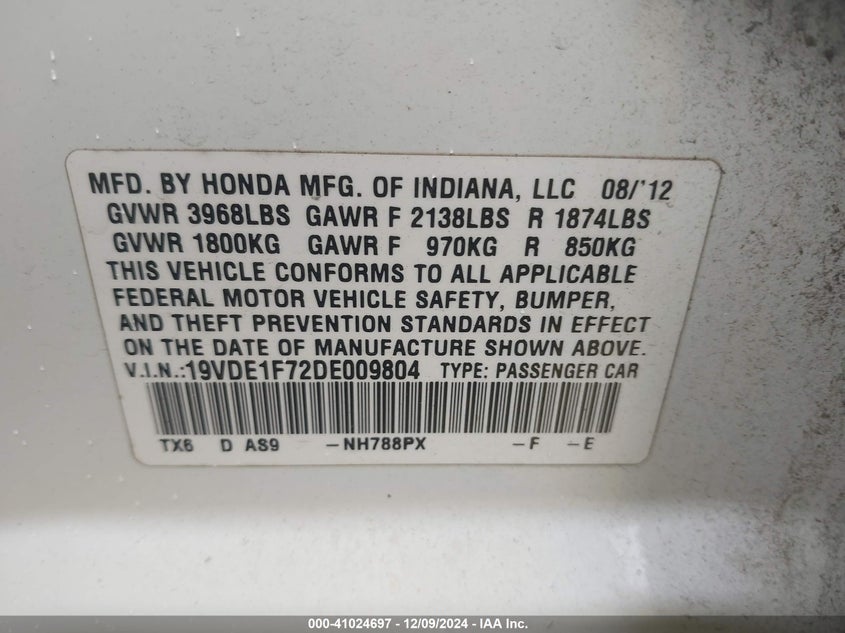 MFD. BY HONDA MFG. OF INDIANA, LLC 08/'12
GVWR 3968LBS GAWR F 2138LBS R 1874LBS
GVWR 1800KG GAWR F 970KG R 850KG
THIS VEHICLE CONFORMS TO ALL APPLICABLE
FEDERAL MOTOR VEHICLE SAFETY, BUMPER,
AND THEFT PREVENTION STANDARDS IN EFFECT
ON THE DATE OF MANUFACTURE SHOWN ABOVE.
V.I.N.:19VDE1F72DE009804 TYPE: PASSENGER CAR
TX6 D AS9 -NH788PX -F -E
000-41024697 - 12/09/2024 - IAA Inc.